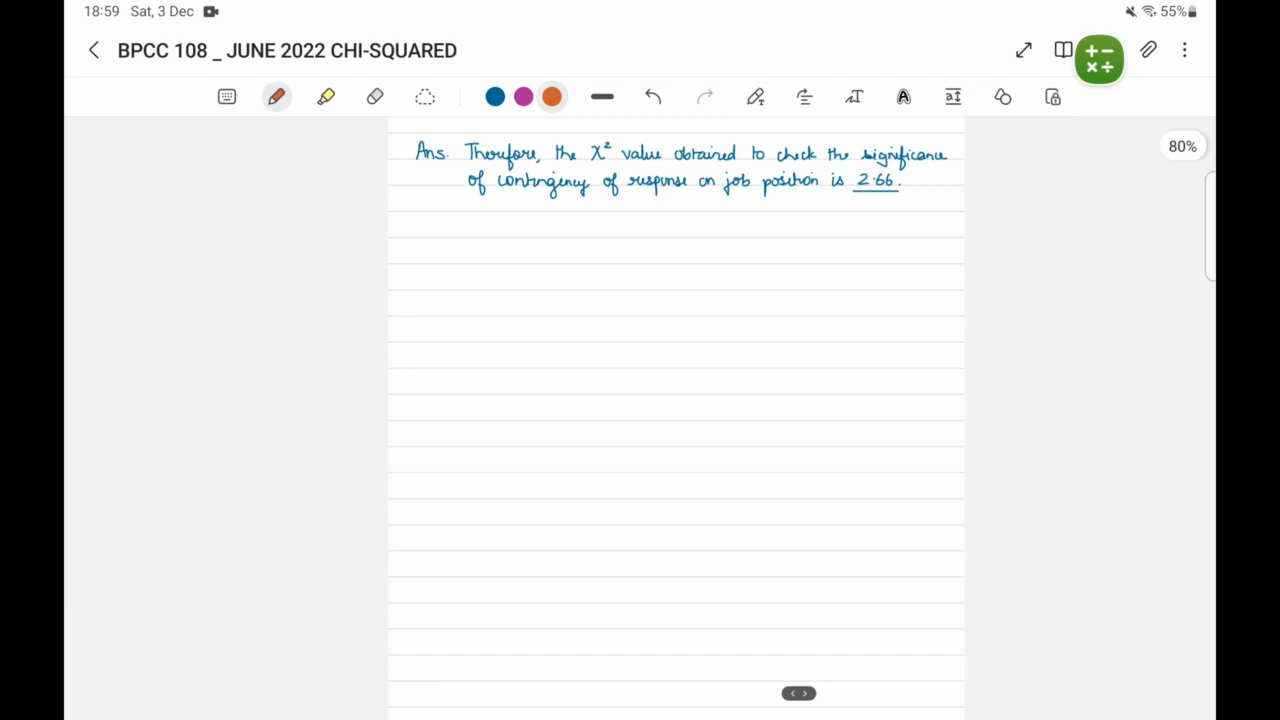 18:59 Sat, 3 Dec 55%
BPCC 108 _ JUNE 2022 CHI-SQUARED
80%
Ans. Therefore, the χ² value obtained to check the significance
of contingency of response on job position is 2.66.